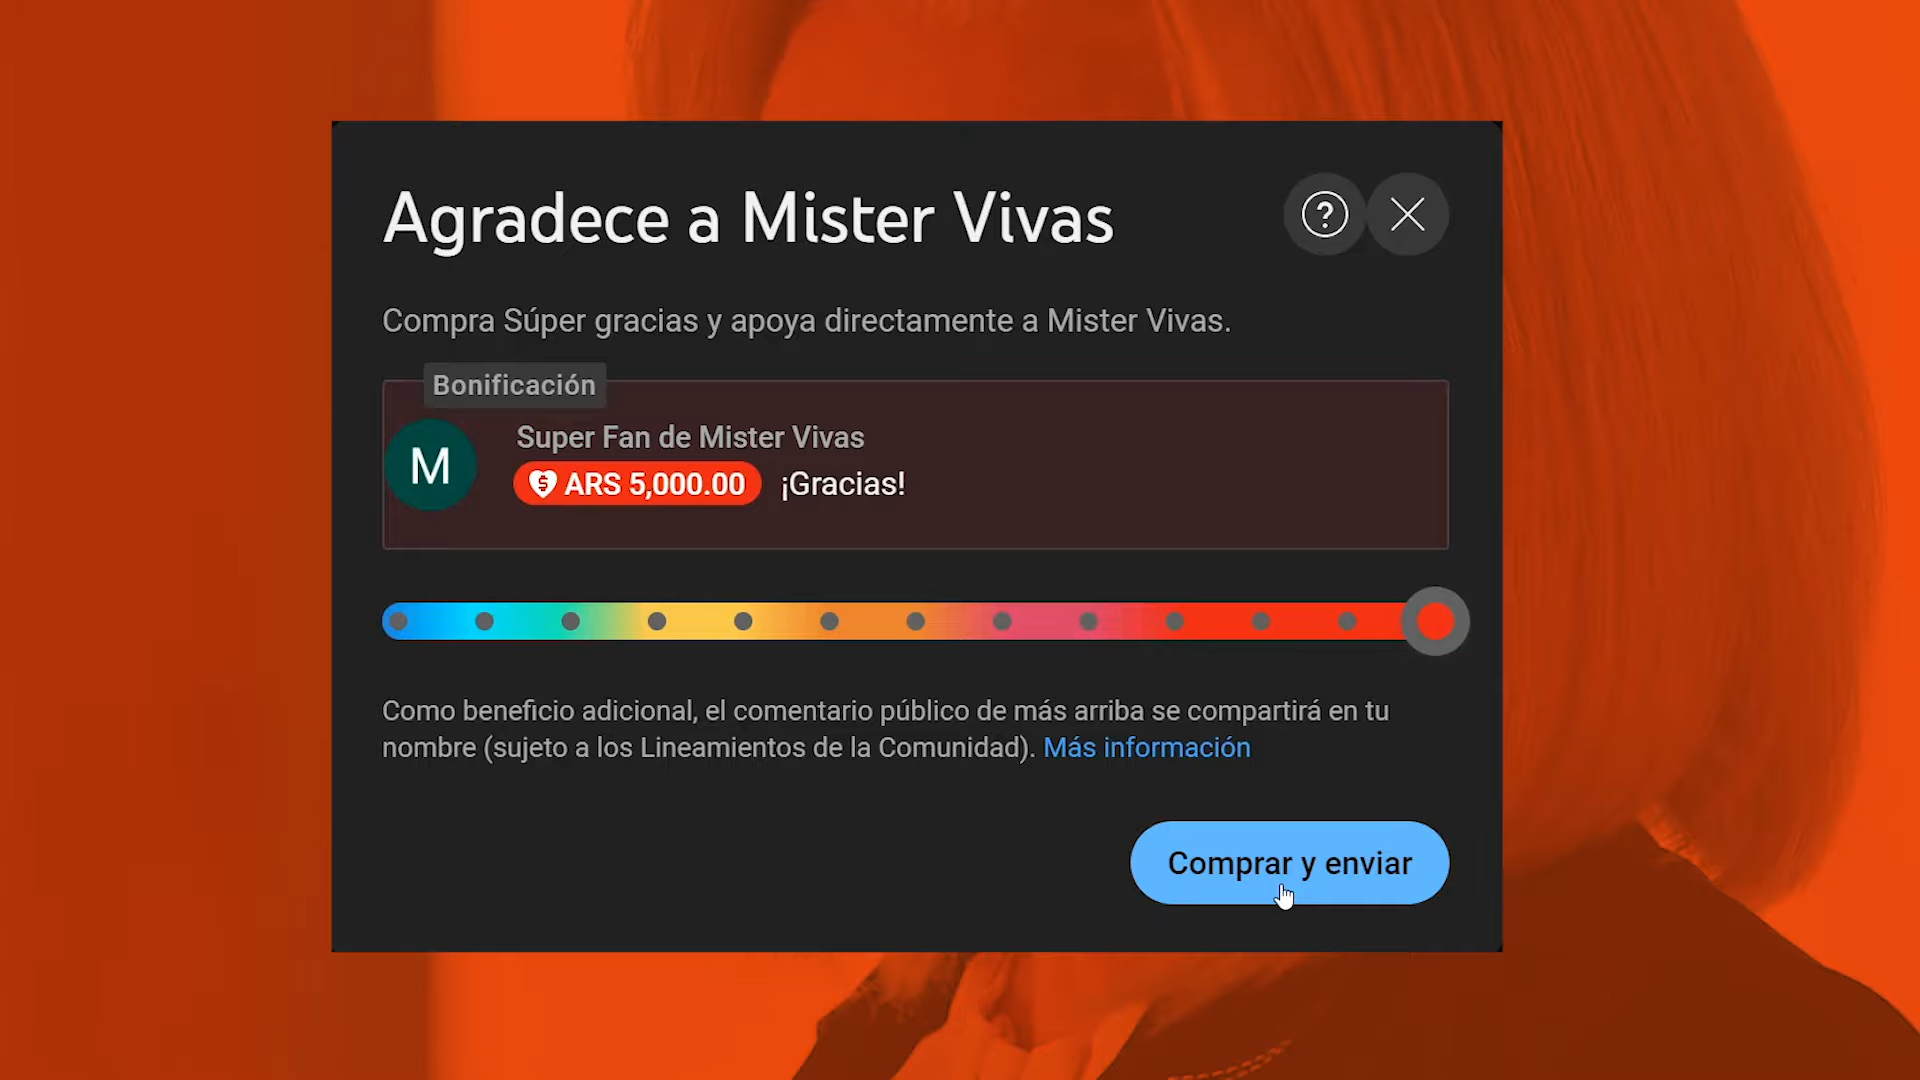 Agradece a Mister Vivas
Compra Súper gracias y apoya directamente a Mister Vivas.
Bonificación
M
Super Fan de Mister Vivas
ARS 5,000.00 ¡Gracias!
Como beneficio adicional, el comentario público de más arriba se compartirá en tu
nombre (sujeto a los Lineamientos de la Comunidad). Más información
Comprar y enviar